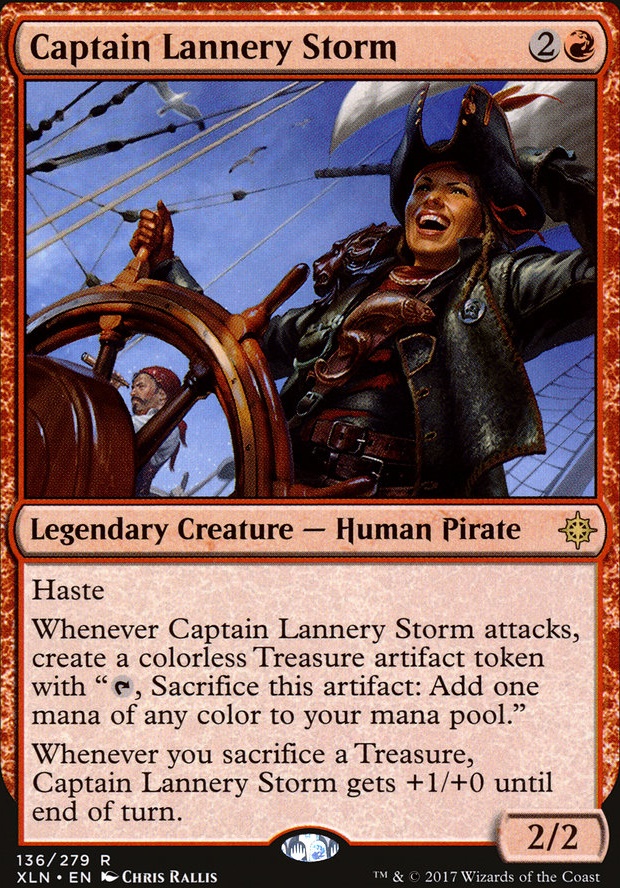 Captain Lannery Storm 2
Legendary Creature — Human Pirate
Haste
Whenever Captain Lannery Storm attacks,
create a colorless Treasure artifact token
with “ , Sacrifice this artifact: Add one
mana of any color to your mana pool.”
Whenever you sacrifice a Treasure,
Captain Lannery Storm gets +1/+0 until
end of turn.
2/2
136/279 R
XLN • EN Chris Rallis
™ & © 2017 Wizards of the Coast